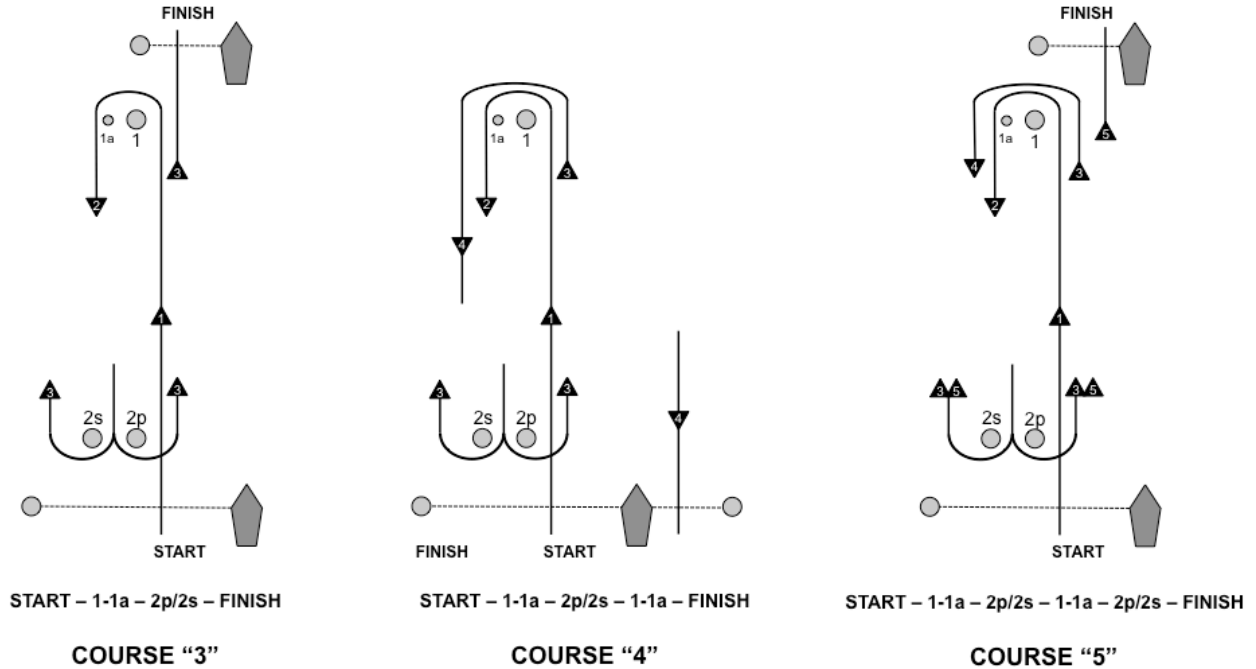 FINISH
1a 1
3
2
1
3 3
2s 2p
START
START – 1-1a – 2p/2s – FINISH
COURSE “3”
1a 1
3
2
4
1
3 3
4
2s 2p
FINISH START
START – 1-1a – 2p/2s – 1-1a – FINISH
COURSE “4”
FINISH
5
1a 1
4 3
2
1
3 5 3 5
2s 2p
START
START – 1-1a – 2p/2s – 1-1a – 2p/2s – FINISH
COURSE “5”